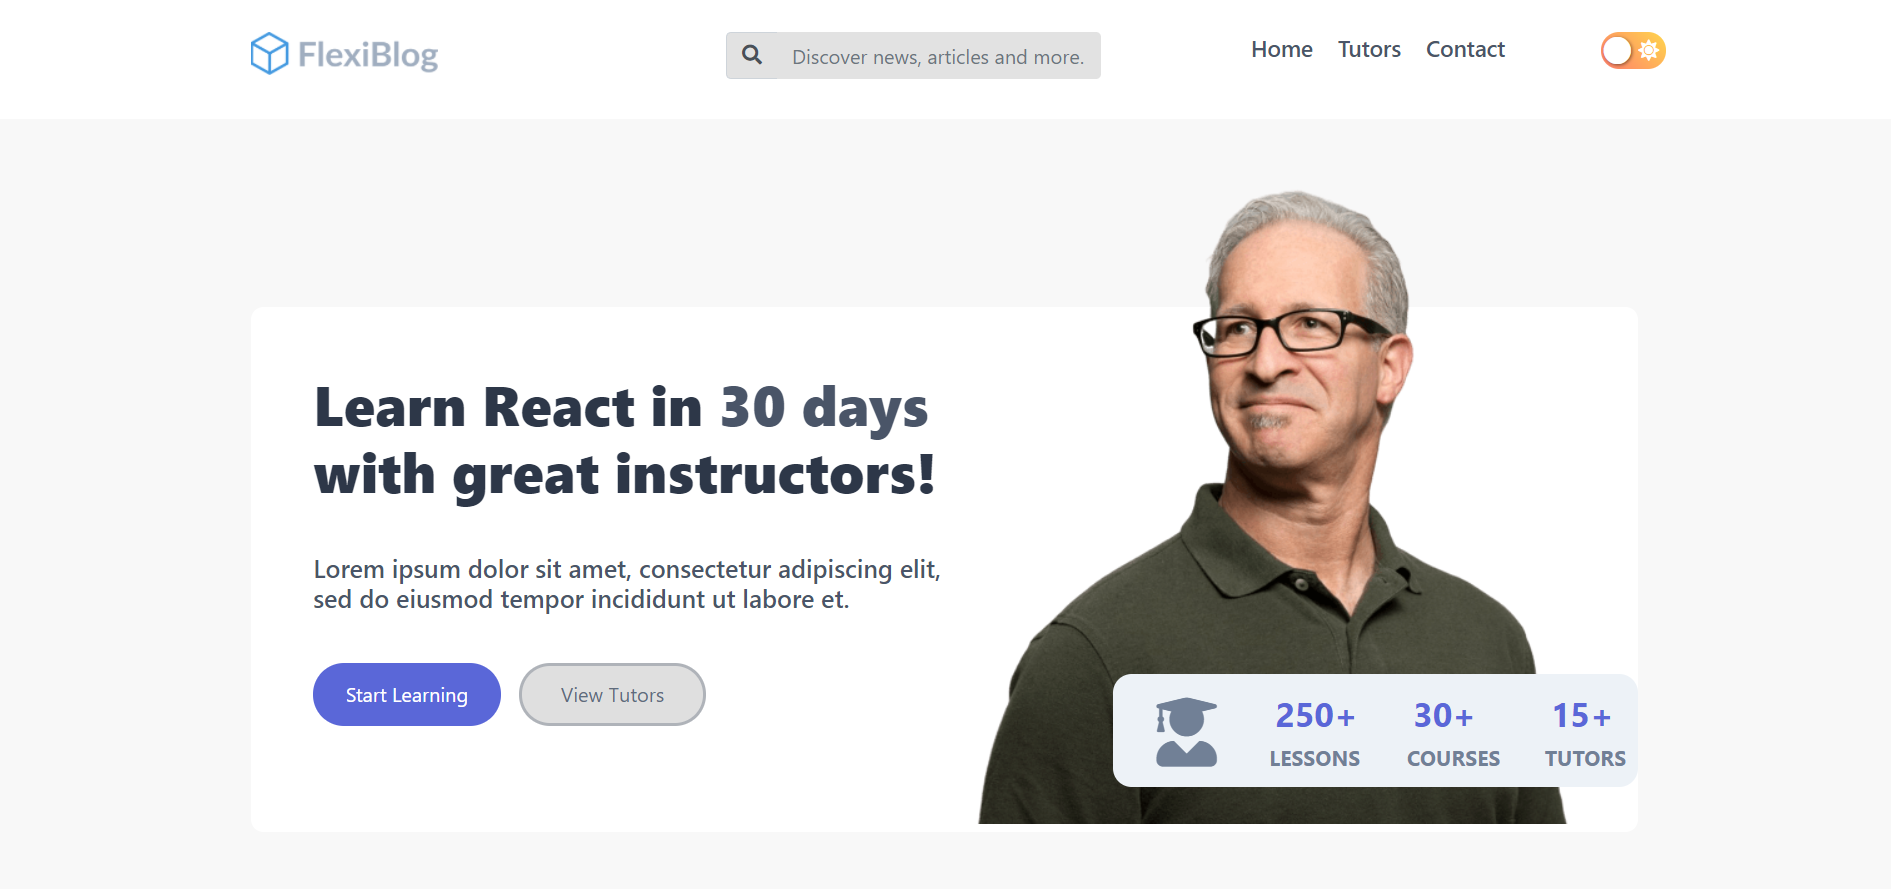 FlexiBlog
Discover news, articles and more.
Home Tutors Contact
Learn React in 30 days
with great instructors!
Lorem ipsum dolor sit amet, consectetur adipiscing elit,
sed do eiusmod tempor incididunt ut labore et.
Start Learning
View Tutors
250+ 30+ 15+
LESSONS COURSES TUTORS